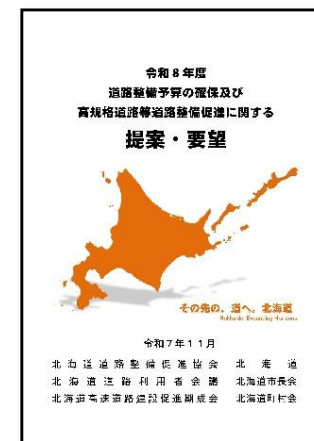 令和8年度
道路整備予算の確保及び
高規格道路等道路整備促進に関する
提案・要望
その先の、道へ。北海道
Hokkaido Expanding Horizons
令和7年11月
北海道道路整備促進協会 北海道
北海道道路利用者会議 北海道市長会
北海道高速道路建設促進期成会 北海道町村会